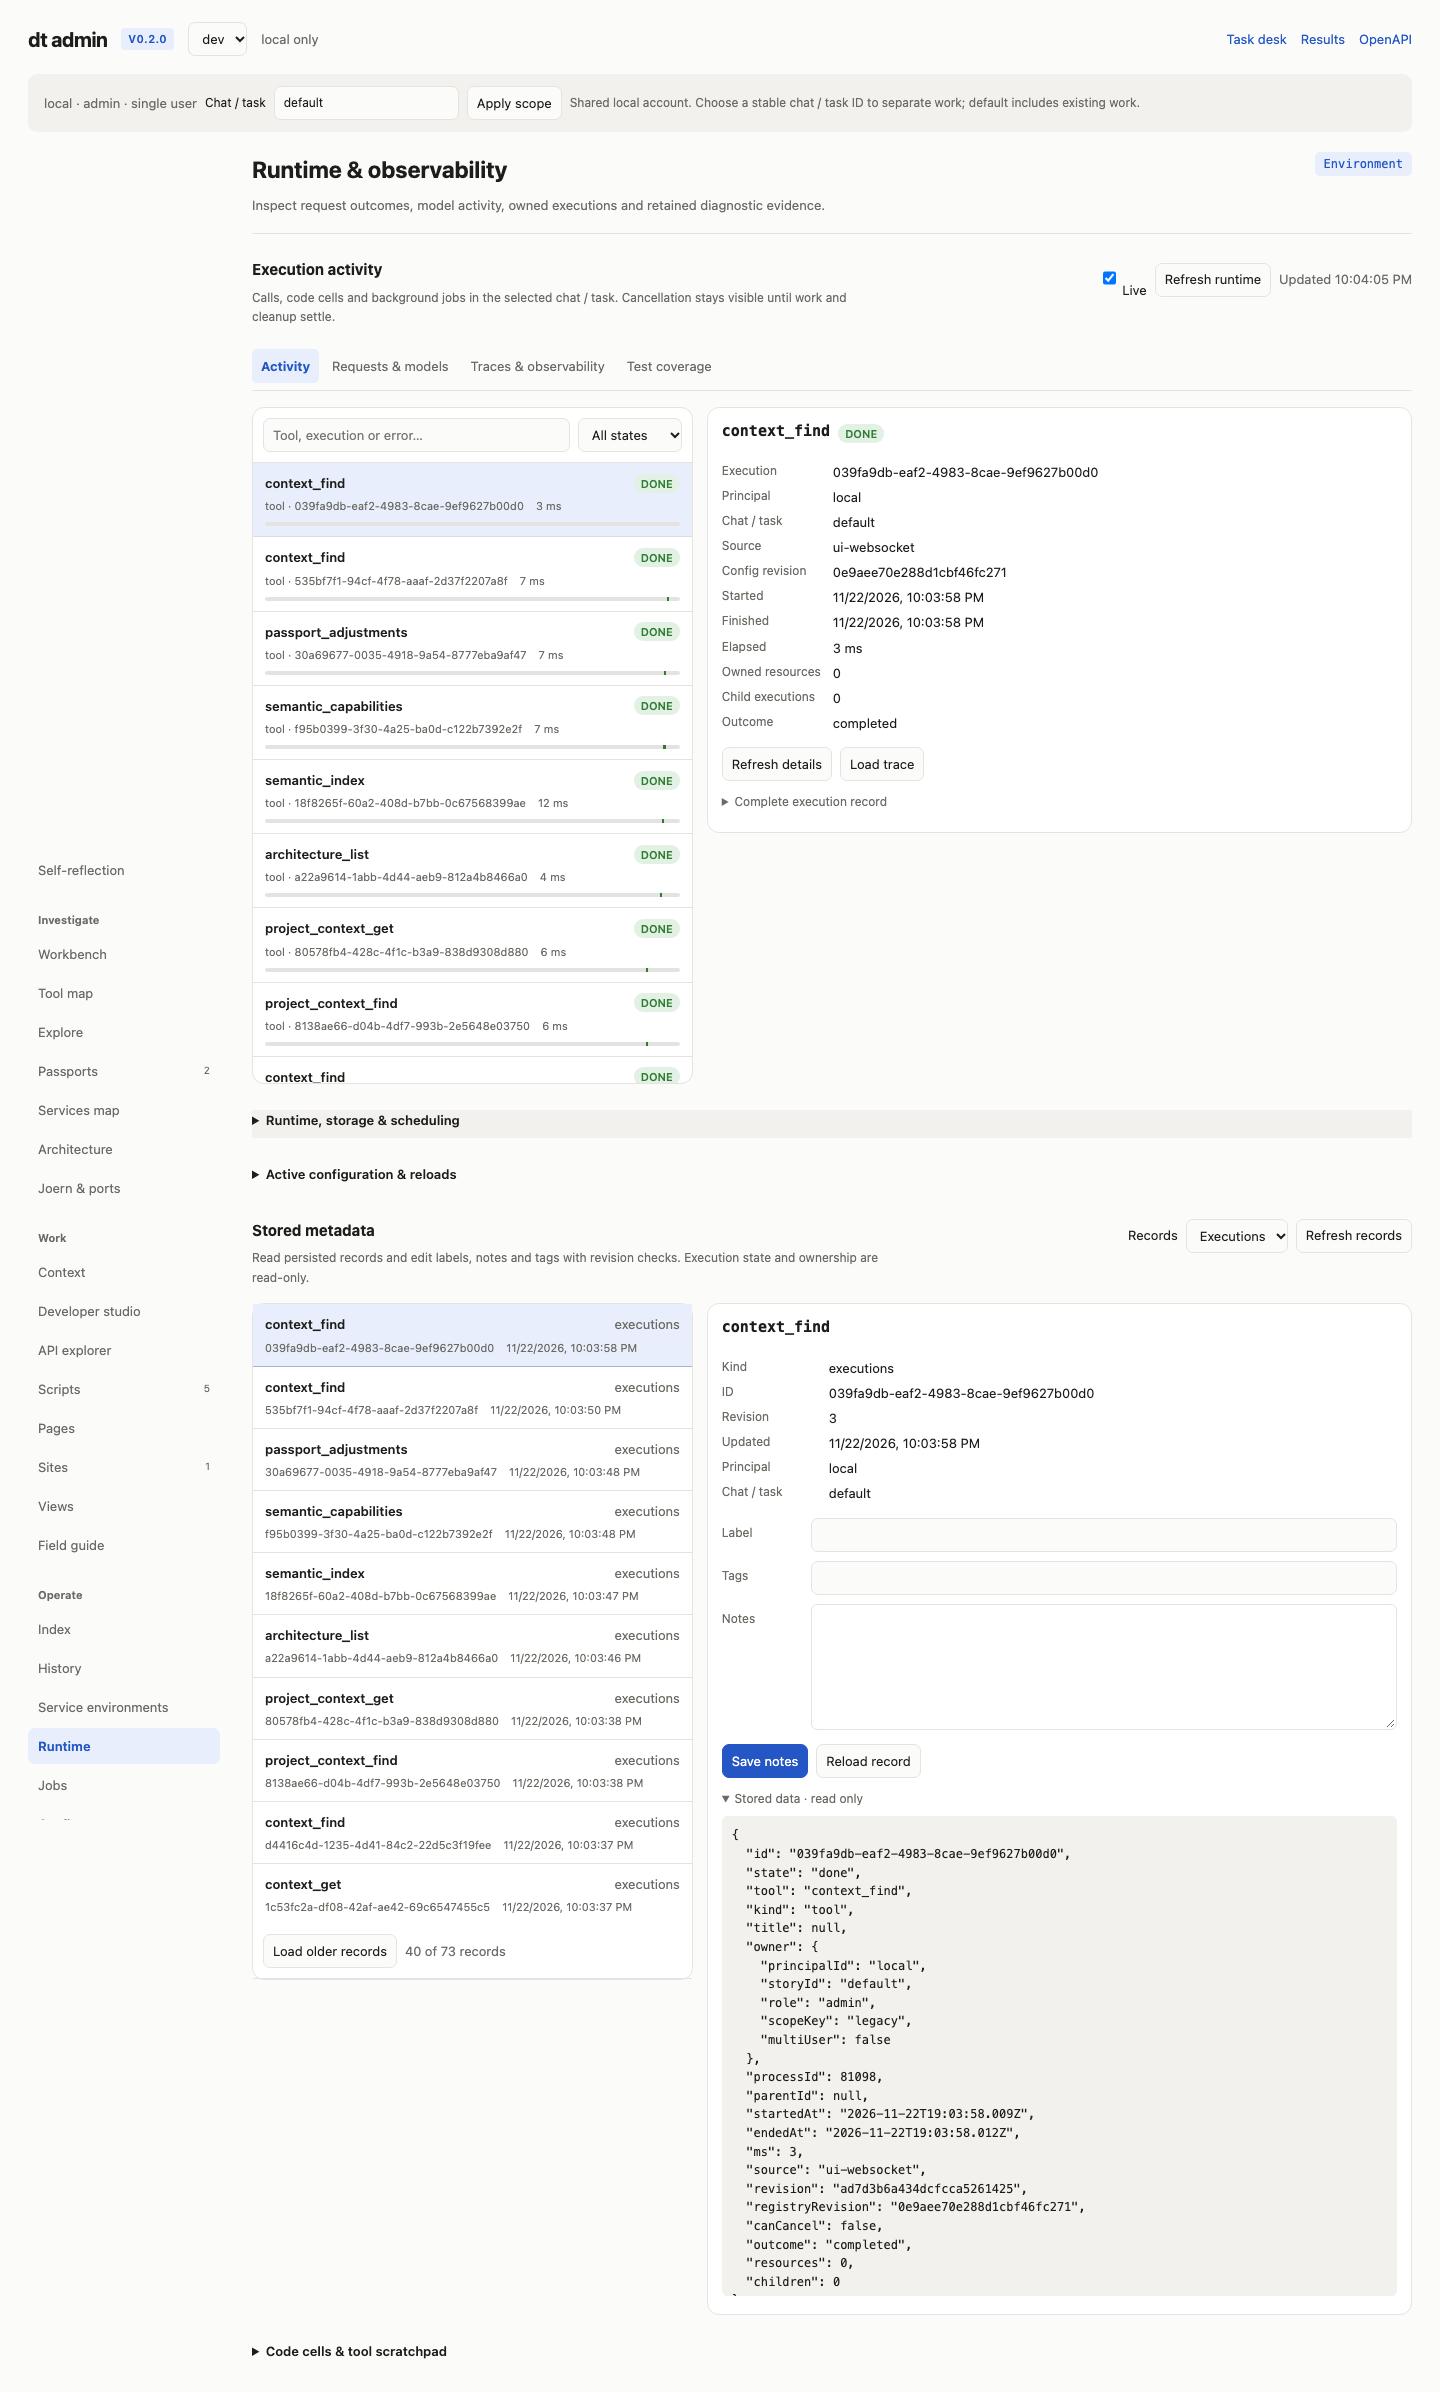 dt admin V0.2.0 dev local only Task desk Results OpenAPI
local · admin · single user Chat / task default Apply scope Shared local account. Choose a stable chat / task ID to separate work; default includes existing work.
Runtime & observability Environment
Inspect request outcomes, model activity, owned executions and retained diagnostic evidence.
Execution activity
Calls, code cells and background jobs in the selected chat / task. Cancellation stays visible until work and
cleanup settle.
Live Refresh runtime Updated 10:04:05 PM
Activity Requests & models Traces & observability Test coverage
Tool, execution or error... All states
context_find DONE
tool · 039fa9db-eaf2-4983-8cae-9ef9627b00d0 3 ms
context_find DONE
tool · 535bf7f1-94cf-4f78-aaaf-2d37f2207a8f 7 ms
passport_adjustments DONE
tool · 30a69677-0035-4918-9a54-8777eba9af47 7 ms
semantic_capabilities DONE
tool · f95b0399-3f30-4a25-ba0d-c122b7392e2f 7 ms
semantic_index DONE
tool · 18f8265f-60a2-408d-b7bb-0c67568399ae 12 ms
architecture_list DONE
tool · a22a9614-1abb-4d44-aeb9-812a4b8466a0 4 ms
project_context_get DONE
tool · 80578fb4-428c-4f1c-b3a9-838d9308d880 6 ms
project_context_find DONE
tool · 8138ae66-d04b-4df7-993b-2e5648e03750 6 ms
context_find DONE
context_find DONE
Execution 039fa9db-eaf2-4983-8cae-9ef9627b00d0
Principal local
Chat / task default
Source ui-websocket
Config revision 0e9aee70e288d1cbf46fc271
Started 11/22/2026, 10:03:58 PM
Finished 11/22/2026, 10:03:58 PM
Elapsed 3 ms
Owned resources 0
Child executions 0
Outcome completed
Refresh details Load trace
Complete execution record
Self-reflection
Investigate
Workbench
Tool map
Explore
Passports 2
Services map
Architecture
Joern & ports
Work
Context
Developer studio
API explorer
Scripts 5
Pages
Sites 1
Views
Field guide
Operate
Index
History
Service environments
Runtime
Jobs
Runtime, storage & scheduling
Active configuration & reloads
Stored metadata
Read persisted records and edit labels, notes and tags with revision checks. Execution state and ownership are
read-only.
Records Executions Refresh records
context_find executions
039fa9db-eaf2-4983-8cae-9ef9627b00d0 11/22/2026, 10:03:58 PM
context_find executions
535bf7f1-94cf-4f78-aaaf-2d37f2207a8f 11/22/2026, 10:03:50 PM
passport_adjustments executions
30a69677-0035-4918-9a54-8777eba9af47 11/22/2026, 10:03:48 PM
semantic_capabilities executions
f95b0399-3f30-4a25-ba0d-c122b7392e2f 11/22/2026, 10:03:48 PM
semantic_index executions
18f8265f-60a2-408d-b7bb-0c67568399ae 11/22/2026, 10:03:47 PM
architecture_list executions
a22a9614-1abb-4d44-aeb9-812a4b8466a0 11/22/2026, 10:03:46 PM
project_context_get executions
80578fb4-428c-4f1c-b3a9-838d9308d880 11/22/2026, 10:03:38 PM
project_context_find executions
8138ae66-d04b-4df7-993b-2e5648e03750 11/22/2026, 10:03:38 PM
context_find executions
d4416c4d-1235-4d41-84c2-22d5c3f19fee 11/22/2026, 10:03:37 PM
context_get executions
1c53fc2a-df08-42af-ae42-69c6547455c5 11/22/2026, 10:03:37 PM
Load older records 40 of 73 records
context_find
Kind executions
ID 039fa9db-eaf2-4983-8cae-9ef9627b00d0
Revision 3
Updated 11/22/2026, 10:03:58 PM
Principal local
Chat / task default
Label
Tags
Notes
Save notes Reload record
Stored data · read only
{
"id": "039fa9db-eaf2-4983-8cae-9ef9627b00d0",
"state": "done",
"tool": "context_find",
"kind": "tool",
"title": null,
"owner": {
"principalId": "local",
"storyId": "default",
"role": "admin",
"scopeKey": "legacy",
"multiUser": false
},
"processId": 81098,
"parentId": null,
"startedAt": "2026-11-22T19:03:58.009Z",
"endedAt": "2026-11-22T19:03:58.012Z",
"ms": 3,
"source": "ui-websocket",
"revision": "ad7d3b6a434dcfcca5261425",
"registryRevision": "0e9aee70e288d1cbf46fc271",
"canCancel": false,
"outcome": "completed",
"resources": 0,
"children": 0
Code cells & tool scratchpad